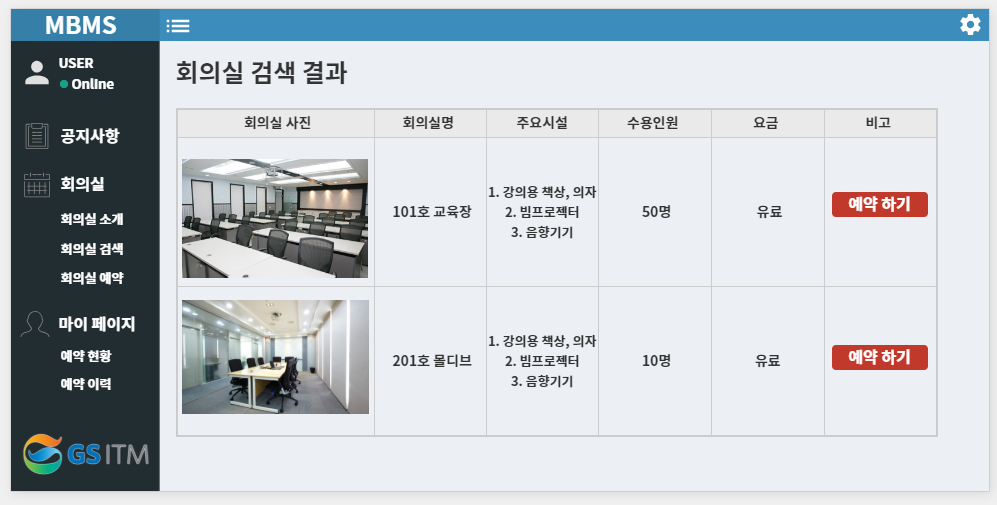 MBMS
USER
Online
공지사항
회의실
회의실 소개
회의실 검색
회의실 예약
마이 페이지
예약 현황
예약 이력
GS ITM
회의실 검색 결과
회의실 사진 회의실명 주요시설 수용인원 요금 비고
1. 강의용 책상, 의자
101호 교육장 2. 빔프로젝터 50명 유료 예약 하기
3. 음향기기
1. 강의용 책상, 의자
201호 몰디브 2. 빔프로젝터 10명 유료 예약 하기
3. 음향기기